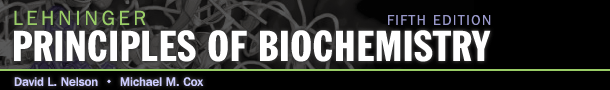 LEHNINGER FIFTH EDITION
PRINCIPLES OF BIOCHEMISTRY
David L. Nelson • Michael M. Cox